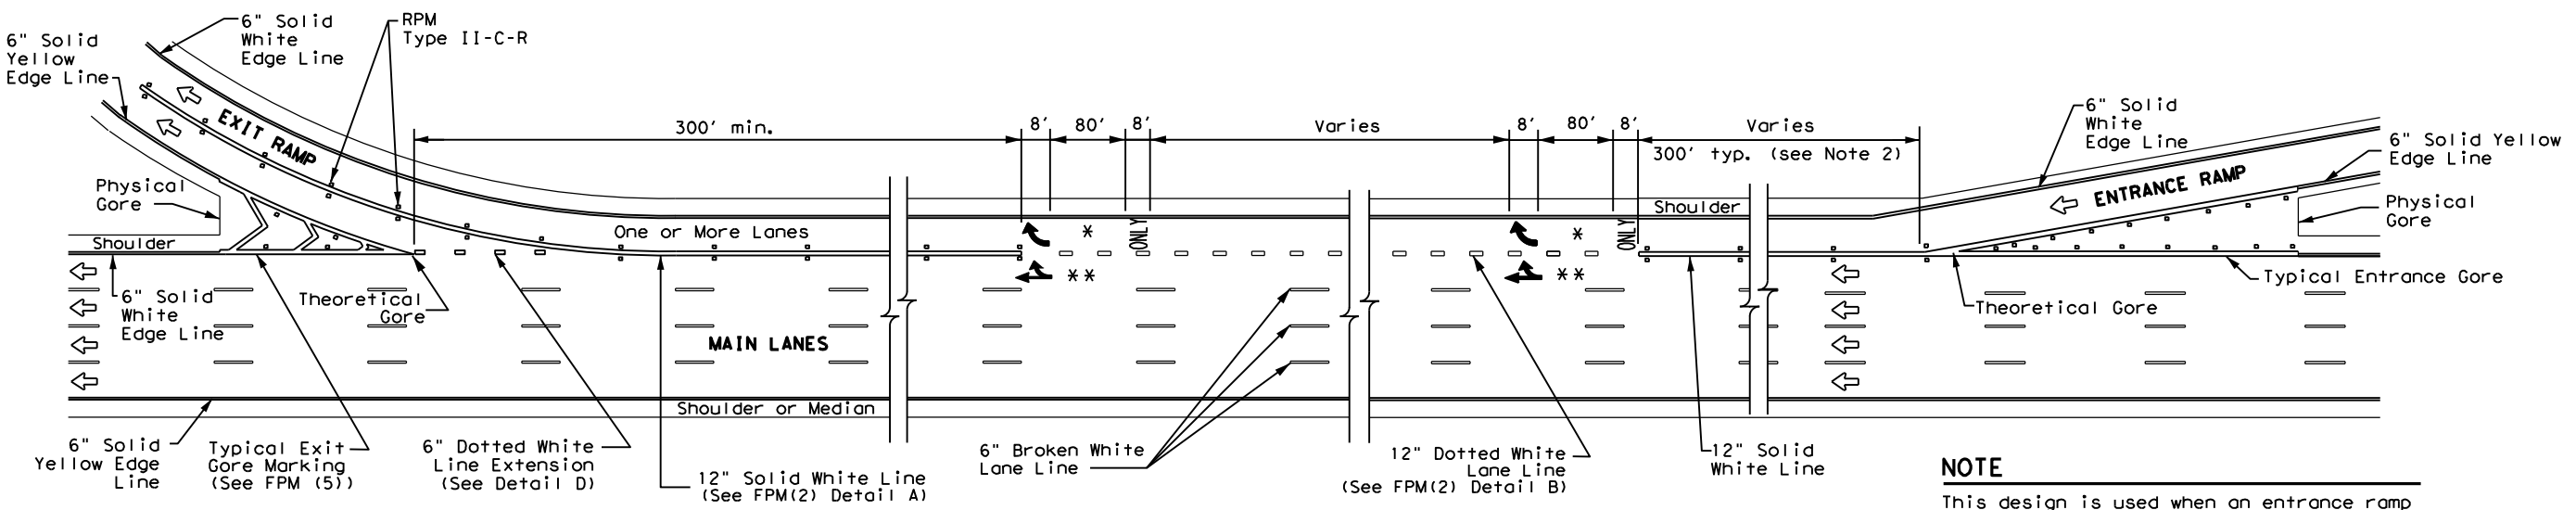 6" Solid
Yellow
Edge Line
6" Solid
White
Edge Line
RPM
Type II-C-R
EXIT RAMP
Physical
Gore
Shoulder
6" Solid
White
Edge Line
Theoretical
Gore
300' min.
8'
80'
8'
Varies
8'
80'
8'
Varies
300' typ. (see Note 2)
One or More Lanes
*
**
ONLY
*
**
ONLY
Shoulder
6" Solid
White
Edge Line
ENTRANCE RAMP
6" Solid Yellow
Edge Line
Physical
Gore
Typical Entrance Gore
Theoretical Gore
MAIN LANES
Shoulder or Median
6" Solid
Yellow Edge
Line
Typical Exit
Gore Marking
(See FPM (5))
6" Dotted White
Line Extension
(See Detail D)
12" Solid White Line
(See FPM(2) Detail A)
6" Broken White
Lane Line
12" Dotted White
Lane Line
(See FPM(2) Detail B)
12" Solid
White Line
NOTE
This design is used when an entrance ramp